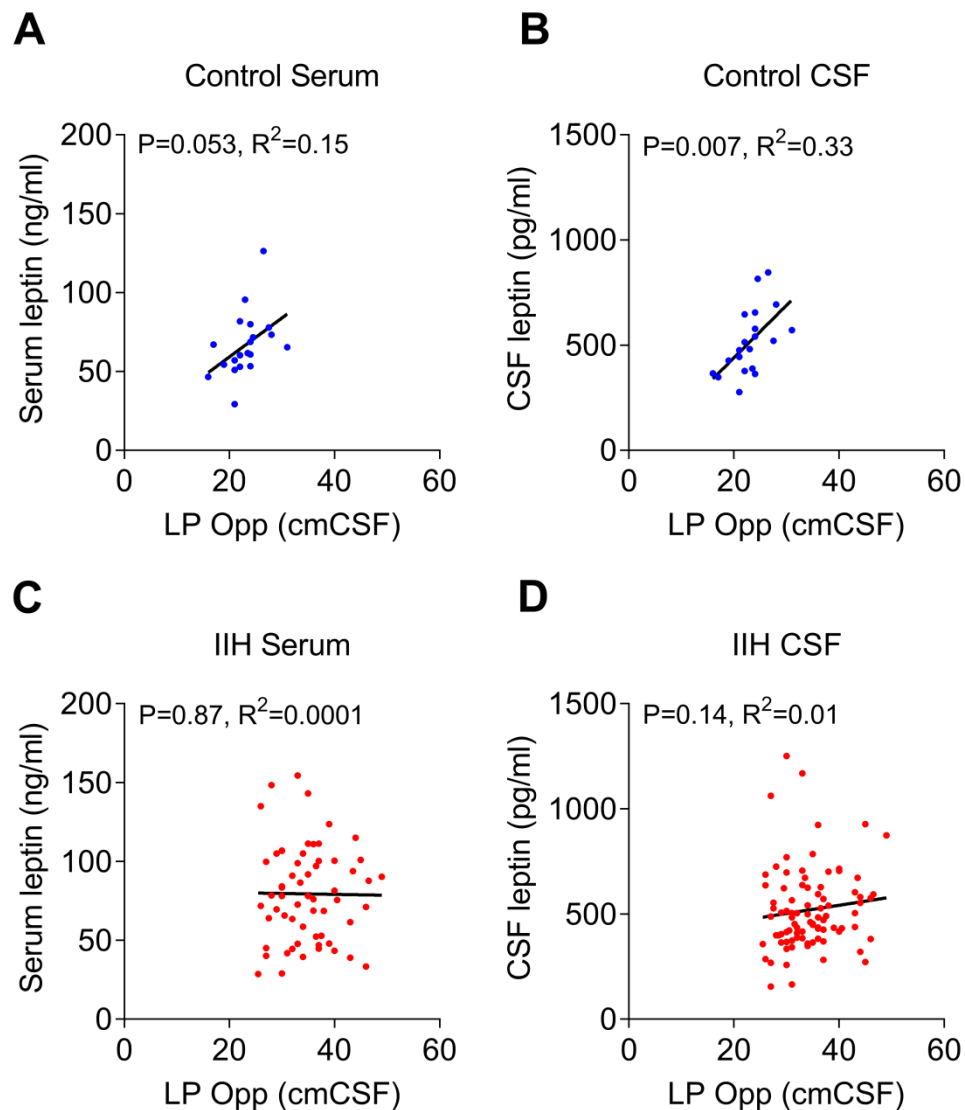 A
Control Serum
P=0.053, R²=0.15
Serum leptin (ng/ml)
200
150
100
50
0
0 20 40 60
LP Opp (cmCSF)
B
Control CSF
P=0.007, R²=0.33
CSF leptin (pg/ml)
1500
1000
500
0
0 20 40 60
LP Opp (cmCSF)
C
IIH Serum
P=0.87, R²=0.0001
Serum leptin (ng/ml)
200
150
100
50
0
0 20 40 60
LP Opp (cmCSF)
D
IIH CSF
P=0.14, R²=0.01
CSF leptin (pg/ml)
1500
1000
500
0
0 20 40 60
LP Opp (cmCSF)